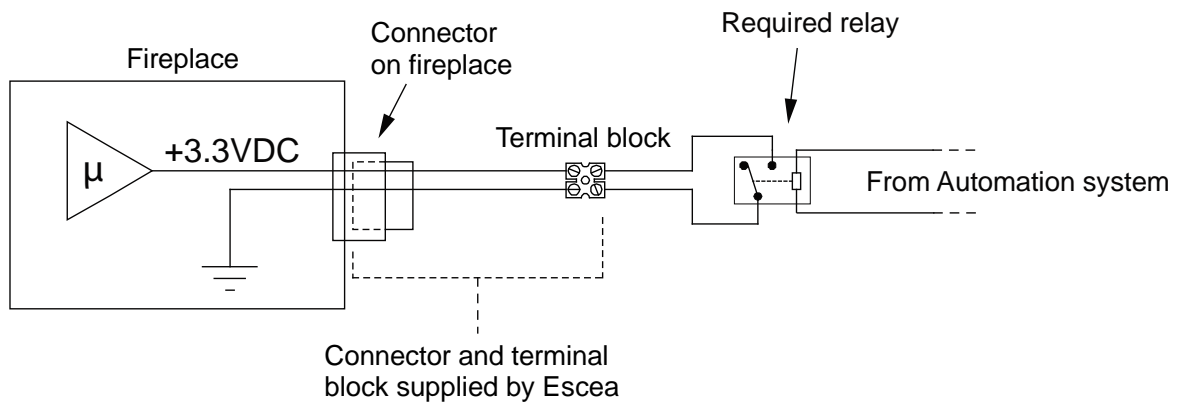 Required relay
Connector
on fireplace
Fireplace
+3.3VDC
Terminal block
μ
From Automation system
Connector and terminal
block supplied by Escea